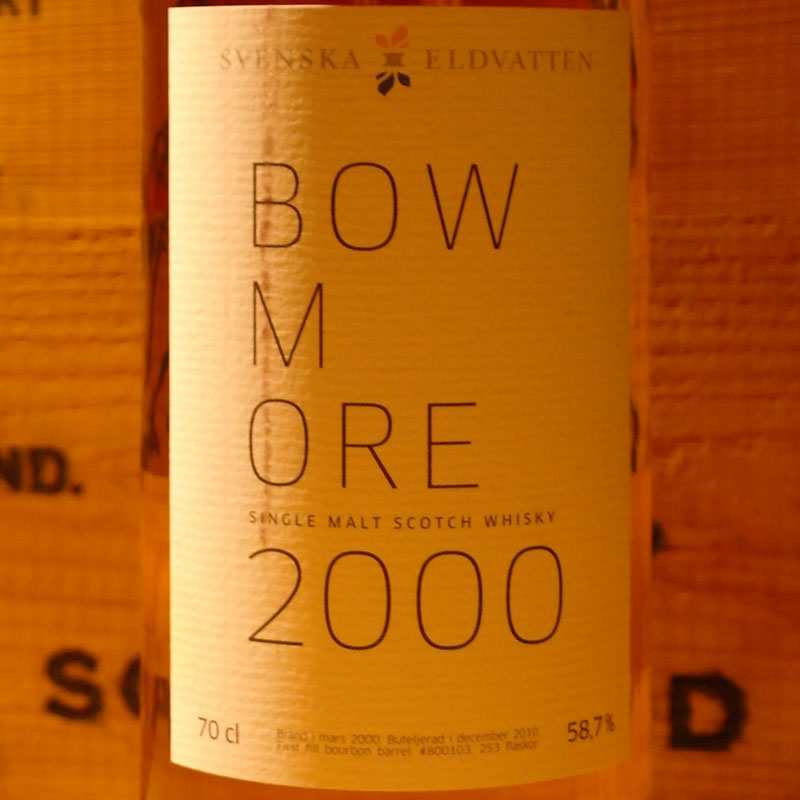 SVENSKA ELDVATTEN
BOW
M
ORE
SINGLE MALT SCOTCH WHISKY
2000
70 cl
Bränd i mars 2000. Buteljerad i december 2010.
First fill bourbon barrel. #800103. 253 flaskor
58,7%
ND.
D